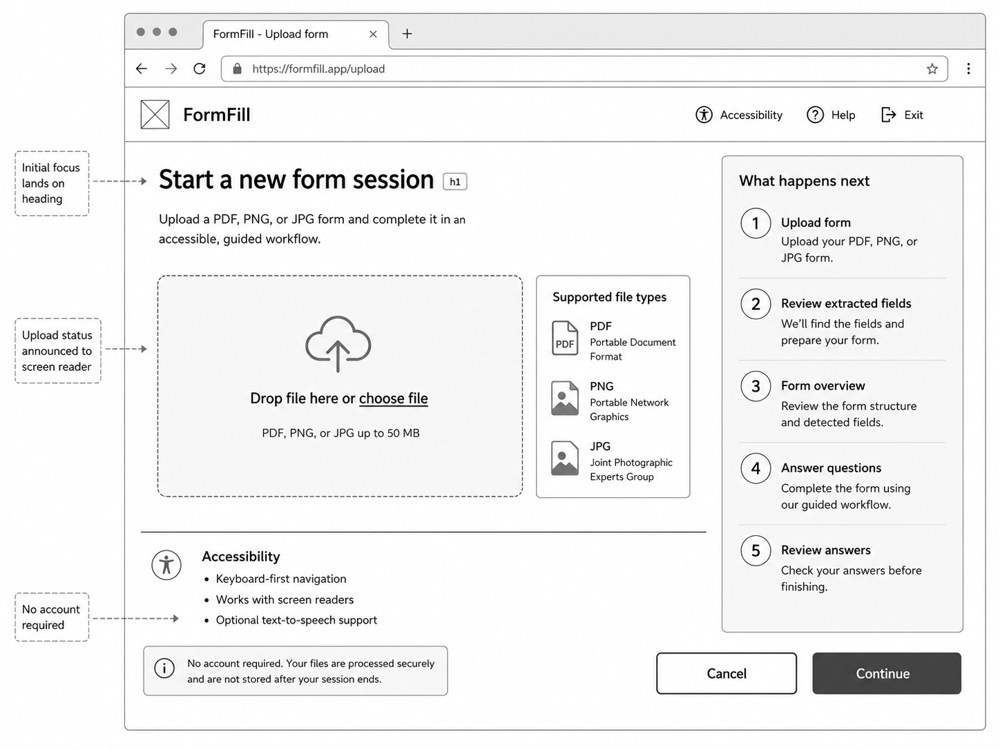 FormFill - Upload form
https://formfill.app/upload
FormFill
Accessibility
Help
Exit
Initial focus
lands on
heading
Start a new form session
h1
Upload a PDF, PNG, or JPG form and complete it in an
accessible, guided workflow.
Upload status
announced to
screen reader
Drop file here or choose file
PDF, PNG, or JPG up to 50 MB
Supported file types
PDF
PDF
Portable Document
Format
PNG
Portable Network
Graphics
JPG
Joint Photographic
Experts Group
What happens next
1
Upload form
Upload your PDF, PNG, or
JPG form.
2
Review extracted fields
We'll find the fields and
prepare your form.
3
Form overview
Review the form structure
and detected fields.
4
Answer questions
Complete the form using
our guided workflow.
5
Review answers
Check your answers before
finishing.
Accessibility
• Keyboard-first navigation
• Works with screen readers
• Optional text-to-speech support
No account
required
No account required. Your files are processed securely
and are not stored after your session ends.
Cancel
Continue